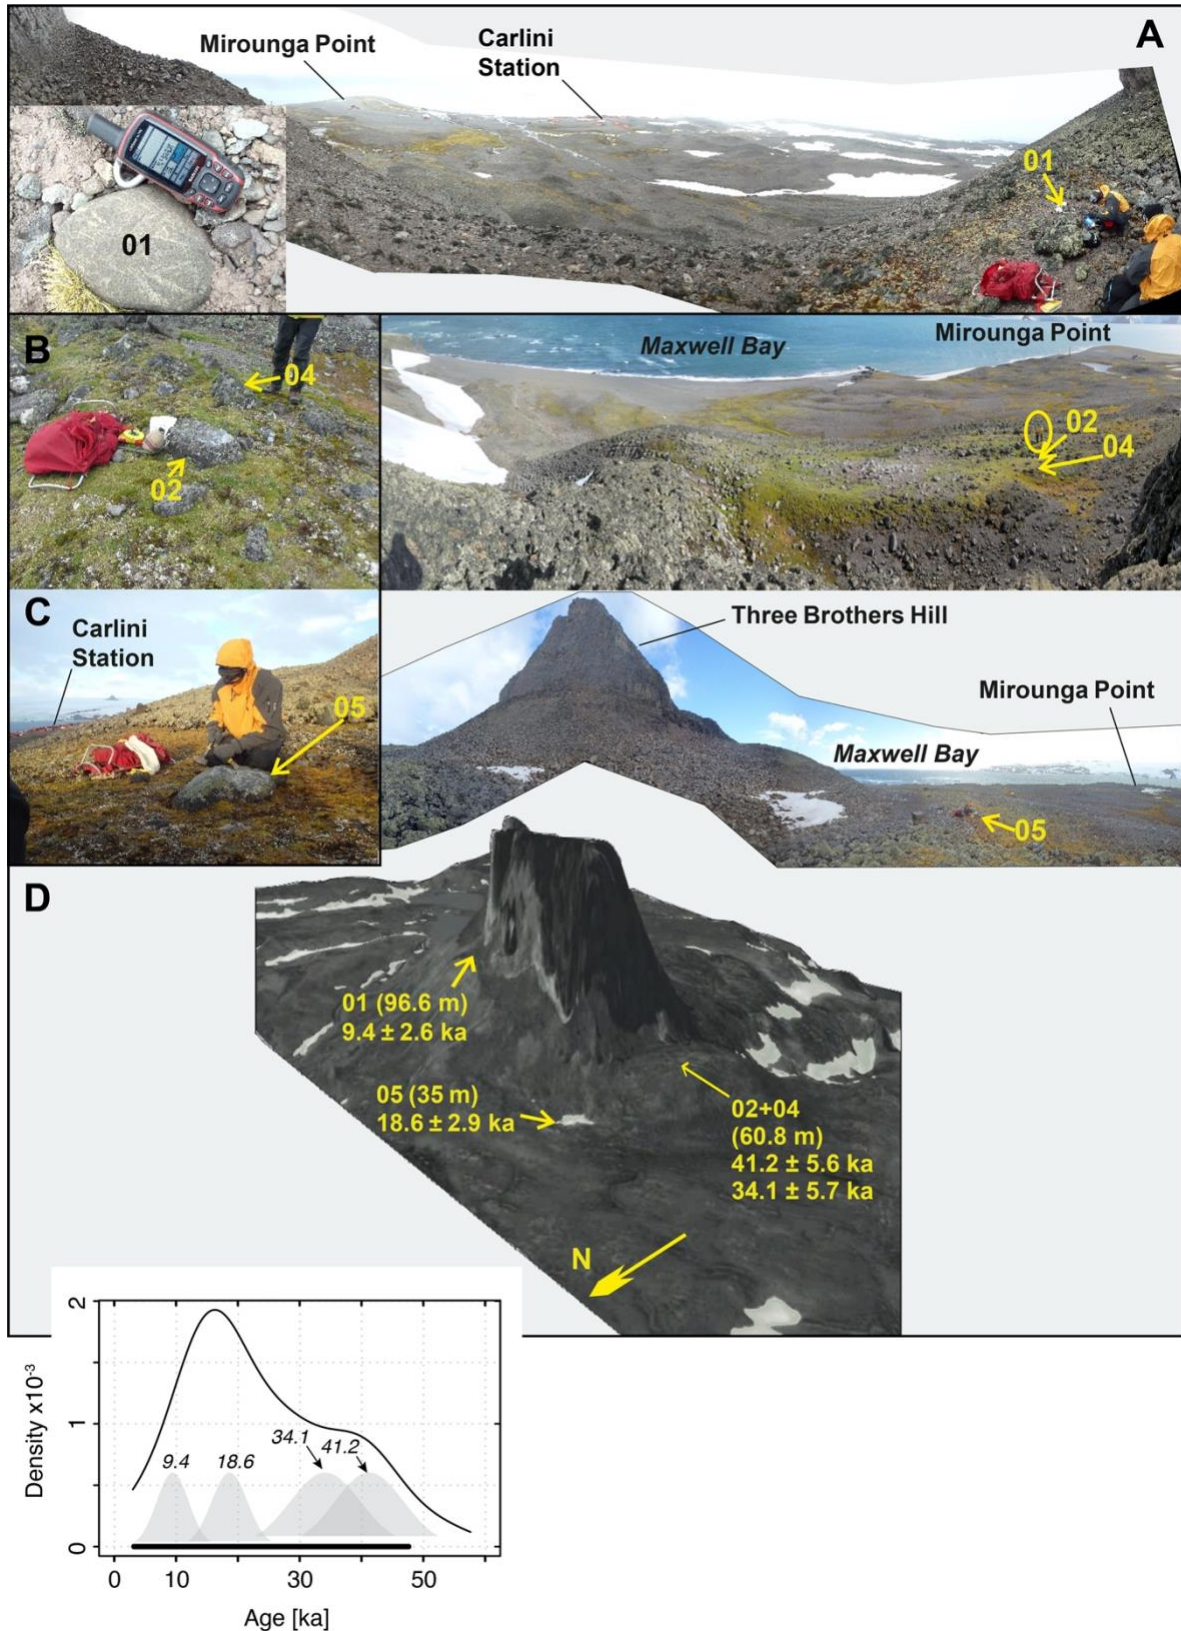 A
Mirounga Point
Carlini
Station
01
01
B
04
02
Maxwell Bay
Mirounga Point
02
04
C
Carlini
Station
05
Three Brothers Hill
Mirounga Point
Maxwell Bay
05
D
01 (96.6 m)
9.4 ± 2.6 ka
05 (35 m)
18.6 ± 2.9 ka
02+04
(60.8 m)
41.2 ± 5.6 ka
34.1 ± 5.7 ka
N
Density x10⁻³
2
1
0
9.4
18.6
34.1
41.2
0
10
30
50
Age [ka]